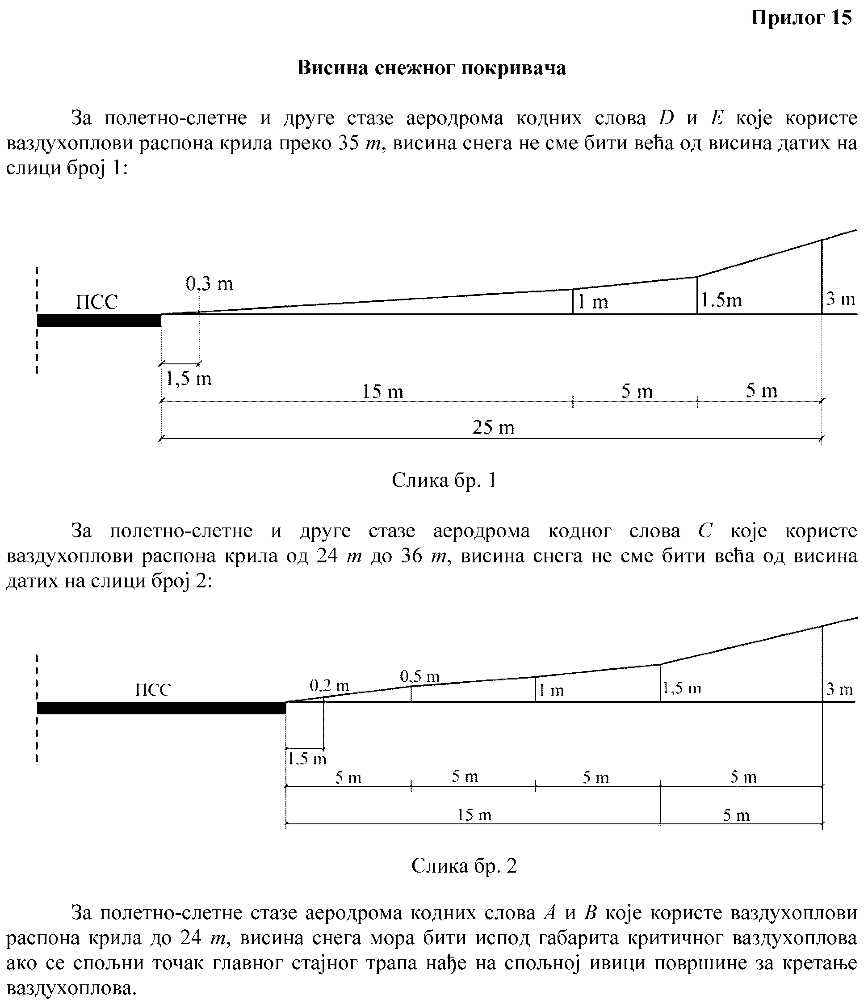 Прилог 15
Висина снежног покривача
За полетно-слетне и друге стазе аеродрома кодних слова D и E које користе
ваздухоплови распона крила преко 35 m, висина снега не сме бити већа од висина датих на
слици број 1:
0,3 m
ПСС
1 m
1.5m
3 m
1,5 m
15 m
5 m
5 m
25 m
Слика бр. 1
За полетно-слетне и друге стазе аеродрома кодног слова C које користе
ваздухоплови распона крила од 24 m до 36 m, висина снега не сме бити већа од висина
датих на слици број 2:
ПСС
0,2 m
0,5 m
1 m
1,5 m
3 m
1,5 m
5 m
5 m
5 m
5 m
15 m
5 m
Слика бр. 2
За полетно-слетне стазе аеродрома кодних слова A и B које користе ваздухоплови
распона крила до 24 m, висина снега мора бити испод габарита критичног ваздухоплова
ако се спољни точак главног стајног трапа нађе на спољној ивици површине за кретање
ваздухоплова.